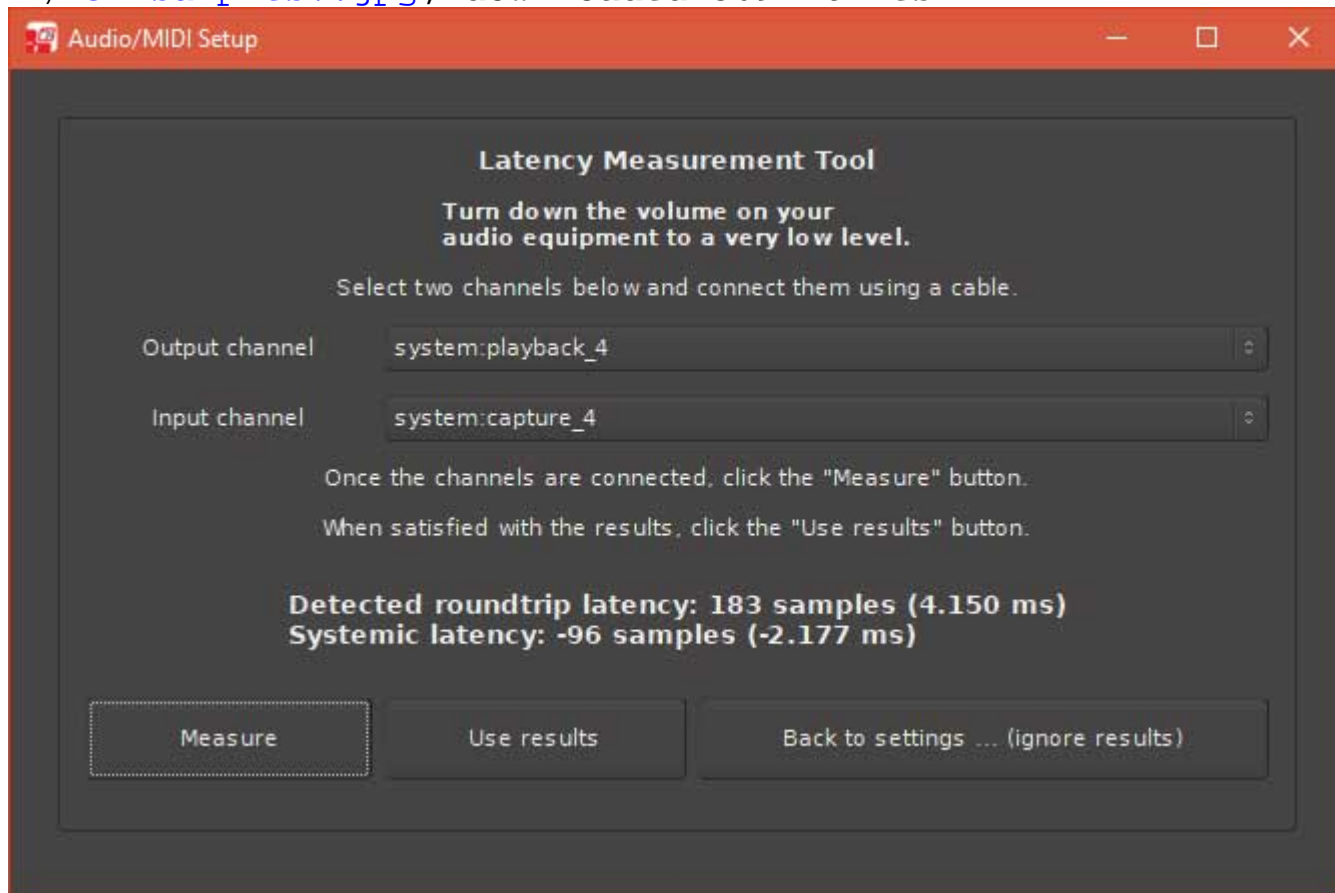 Audio/MIDI Setup
Latency Measurement Tool
Turn down the volume on your
audio equipment to a very low level.
Select two channels below and connect them using a cable.
Output channel system:playback_4
Input channel system:capture_4
Once the channels are connected, click the "Measure" button.
When satisfied with the results, click the "Use results" button.
Detected roundtrip latency: 183 samples (4.150 ms)
Systemic latency: -96 samples (-2.177 ms)
Measure Use results Back to settings ... (ignore results)